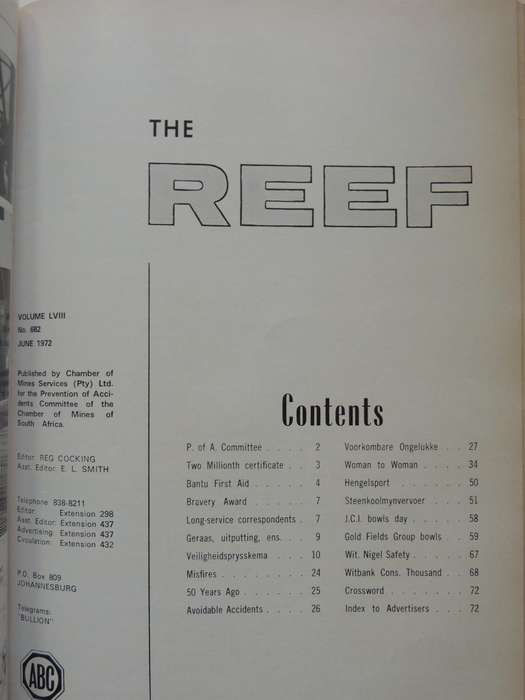 THE
REEF
VOLUME LVIII
No. 682
JUNE 1972
Published by Chamber of
Mines Services (Pty) Ltd.
for the Prevention of Acci-
dents Committee of the
Chamber of Mines of
South Africa.
Editor: REG COCKING
Asst. Editor: E. L. SMITH
Telephone 838-8211
Editor: Extension 298
Asst. Editor: Extension 437
Advertising: Extension 437
Circulation: Extension 432
P.O. Box 809
JOHANNESBURG
Telegrams:
"BULLION"
ABC
Contents
P. of A. Committee . . . . 2
Two Millionth certificate . . 3
Bantu First Aid . . . . . 4
Bravery Award . . . . . 7
Long-service correspondents . 7
Geraas, uitputting, ens. . . . 9
Veiligheidsprysskema . . . . 10
Misfires . . . . . . . . 24
50 Years Ago . . . . . . 25
Avoidable Accidents . . . . 26
Voorkombare Ongelukke . . 27
Woman to Woman . . . . . 34
Hengelsport . . . . . . 50
Steenkoolmynvervoer . . . . 51
J.C.I. bowls day . . . . . 58
Gold Fields Group bowls . . 59
Wit. Nigel Safety . . . . . 67
Witbank Cons. Thousand . . 68
Crossword . . . . . . . 72
Index to Advertisers . . . 72